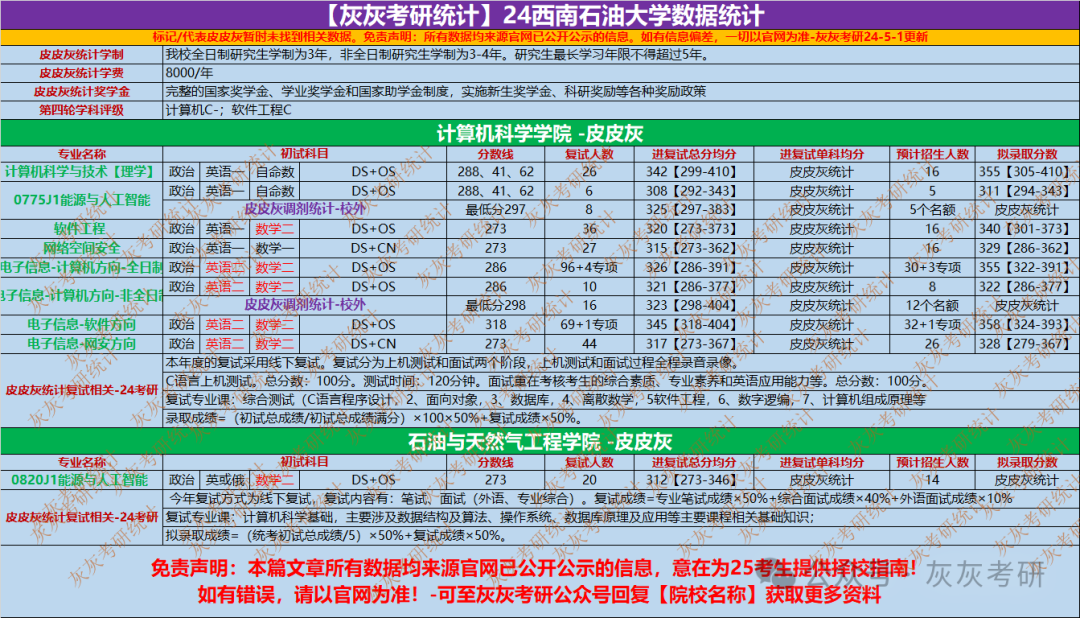 【灰灰考研统计】24西南石油大学数据统计
标记/代表皮皮灰暂时未找到相关数据。免责声明：所有数据均来源官网已公开公示的信息。如有信息偏差，一切以官网为准-灰灰考研24-5-1更新
皮皮灰统计学制 我校全日制研究生学制为3年，非全日制研究生学制为3-4年。研究生最长学习年限不得超过5年。
皮皮灰统计学费 8000/年
皮皮灰统计奖学金 完整的国家奖学金、学业奖学金和国家助学金制度，实施新生奖学金、科研奖励等各种奖励政策
第四轮学科评级 计算机C-；软件工程C
计算机科学学院 -皮皮灰
专业名称 初试科目 分数线 复试人数 进复试总分均分 进复试单科均分 预计招生人数 拟录取分数
计算机科学与技术【理学】 政治 英语一 自命数 DS+OS 288、41、62 26 342【299-410】 皮皮灰统计 16 355【305-410】
0775J1能源与人工智能 政治 英语一 自命数 DS+OS 288、41、62 6 308【292-343】 皮皮灰统计 5 311【294-343】
皮皮灰调剂统计-校外 最低分297 8 325【297-383】 皮皮灰统计 5个名额 皮皮灰统计
软件工程 政治 英语一 数学二 DS+OS 273 36 320【273-373】 皮皮灰统计 16 340【301-373】
网络空间安全 政治 英语一 数学一 DS+CN 273 27 315【273-362】 皮皮灰统计 16 329【286-362】
电子信息-计算机方向-全日制 政治 英语二 数学二 DS+OS 286 96+4专项 326【286-391】 皮皮灰统计 30+3专项 355【322-391】
电子信息-计算机方向-非全日制 政治 英语二 数学二 DS+OS 286 10 321【286-377】 皮皮灰统计 8 322【286-377】
皮皮灰调剂统计-校外 最低分298 16 323【298-404】 皮皮灰统计 12个名额 皮皮灰统计
电子信息-软件方向 政治 英语二 数学二 DS+OS 318 69+1专项 345【318-404】 皮皮灰统计 32+1专项 358【324-393】
电子信息-网安方向 政治 英语二 数学二 DS+CN 273 44 317【273-367】 皮皮灰统计 26 328【279-367】
皮皮灰统计复试相关-24考研
本年度的复试采用线下复试。复试分为上机测试和面试两个阶段，上机测试和面试过程全程录音录像。
C语言上机测试。总分数：100分。测试时间：120分钟。面试重在考核考生的综合素质、专业素养和英语应用能力等。总分数：100分。
复试专业课：综合测试（C语言程序设计，2、面向对象，3、数据库，4、离散数学，5软件工程，6、数字逻编，7、计算机组成原理等
录取成绩=（初试总成绩/初试总成绩满分）×100×50%+复试成绩×50%。
石油与天然气工程学院 -皮皮灰
专业名称 初试科目 分数线 复试人数 进复试总分均分 进复试单科均分 预计招生人数 拟录取分数
0820J1能源与人工智能 政治 英或俄 数学二 DS+OS 273 20 312【273-346】 皮皮灰统计 14 皮皮灰统计
皮皮灰统计复试相关-24考研
今年复试方式为线下复试，复试内容有：笔试、面试（外语、专业综合）。复试成绩=专业笔试成绩×50%+综合面试成绩×40%+外语面试成绩×10%
复试专业课：计算机科学基础，主要涉及数据结构及算法、操作系统、数据库原理及应用等主要课程相关基础知识；
拟录取成绩=（统考初试总成绩/5）×50%+复试成绩×50%。
免责声明：本篇文章所有数据均来源官网已公开公示的信息，意在为25考生提供择校指南！
如有错误，请以官网为准！-可至灰灰考研公众号回复【院校名称】获取更多资料
公众号 · 灰灰考研